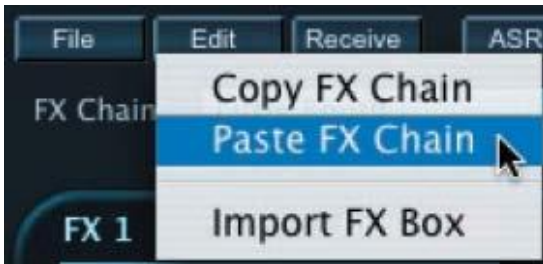 File Edit Receive ASR
Copy FX Chain
FX Chain
Paste FX Chain
Import FX Box
FX 1